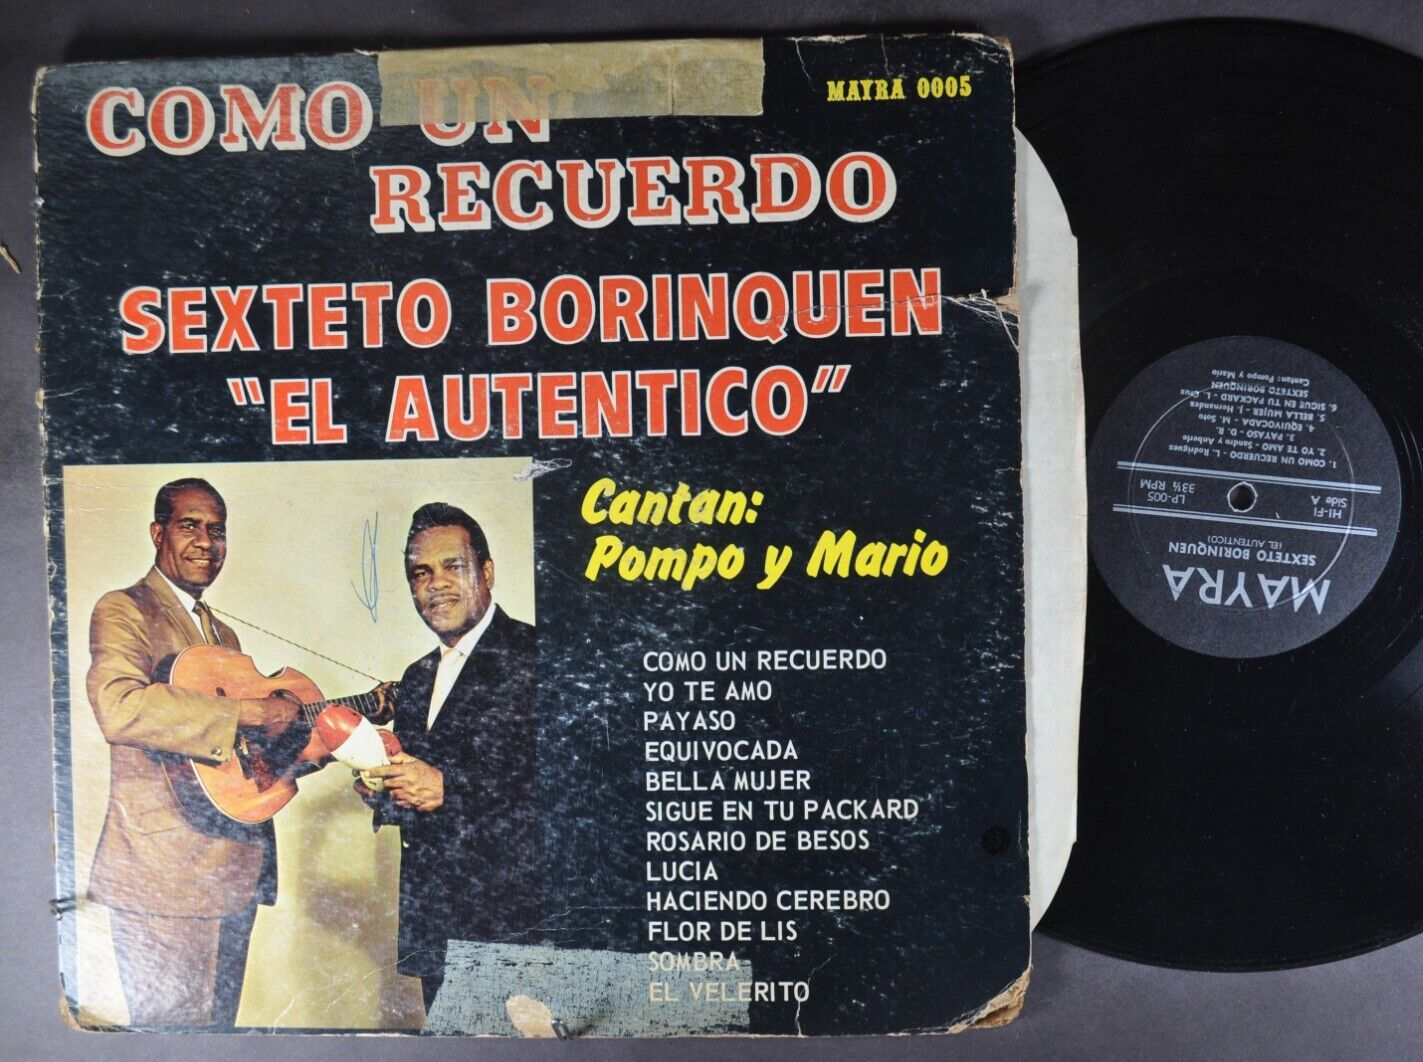 COMO UN
RECUERDO
MAYRA 0005
SEXTETO BORINQUEN
"EL AUTENTICO"
Cantan:
Pompo y Mario
COMO UN RECUERDO
YO TE AMO
PAYASO
EQUIVOCADA
BELLA MUJER
SIGUE EN TU PACKARD
ROSARIO DE BESOS
LUCIA
HACIENDO CEREBRO
FLOR DE LIS
SOMBRA
EL VELERITO
MAYRA
SEXTETO BORINQUEN
(EL AUTENTICO)
HI-FI LP-005
Side A 33⅓ RPM
1. COMO UN RECUERDO - L. Rodriguez
2. YO TE AMO - Sandro y Anderle
3. PAYASO - D. R.
4. EQUIVOCADA - M. Soto
5. BELLA MUJER - J. Hernandez
6. SIGUE EN TU PACKARD - L. Cruz
SEXTETO BORINQUEN
Cantan: Pompo y Mario